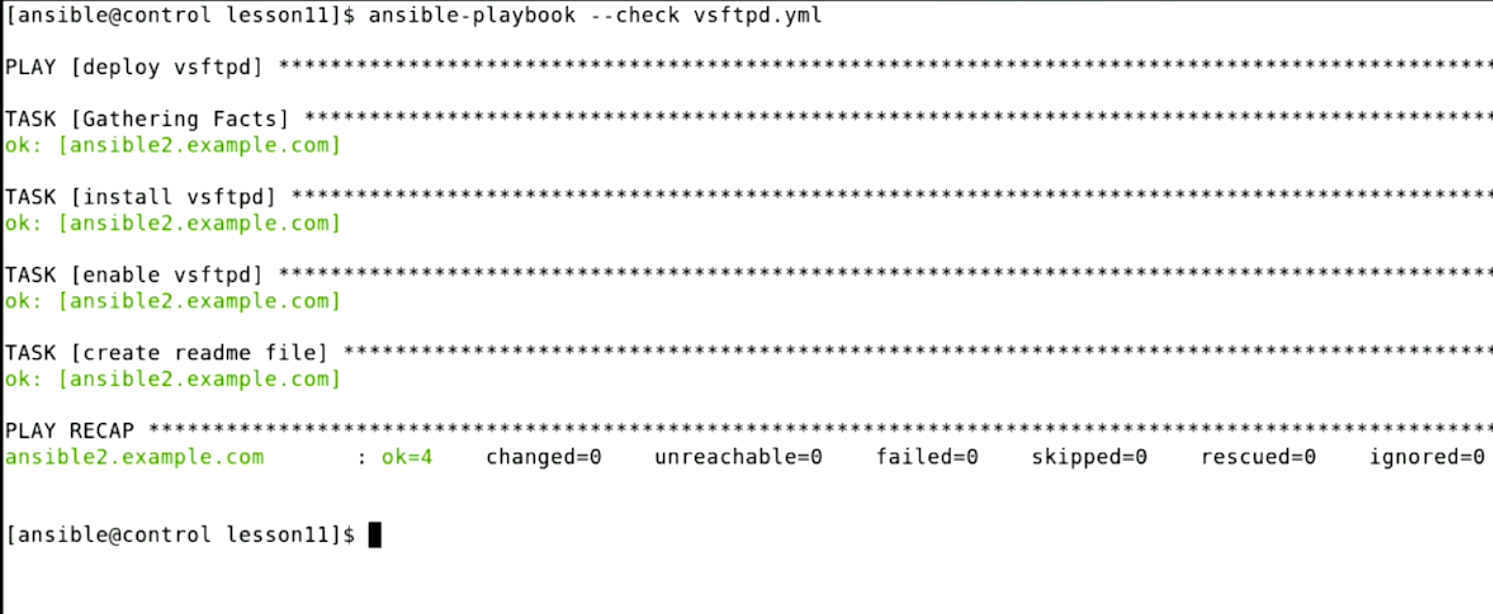 [ansible@control lesson11]$ ansible-playbook --check vsftpd.yml
PLAY [deploy vsftpd] *********************************************************************************************
TASK [Gathering Facts] *******************************************************************************************
ok: [ansible2.example.com]
TASK [install vsftpd] ********************************************************************************************
ok: [ansible2.example.com]
TASK [enable vsftpd] *********************************************************************************************
ok: [ansible2.example.com]
TASK [create readme file] ****************************************************************************************
ok: [ansible2.example.com]
PLAY RECAP *******************************************************************************************************
ansible2.example.com       : ok=4    changed=0    unreachable=0    failed=0    skipped=0    rescued=0    ignored=0
[ansible@control lesson11]$